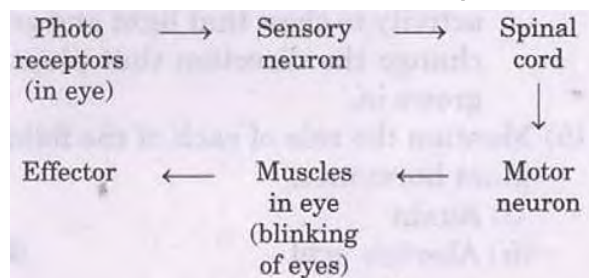 Photo → Sensory → Spinal
receptors neuron cord
(in eye)
↓
Effector ← Muscles ← Motor
in eye neuron
(blinking
of eyes)